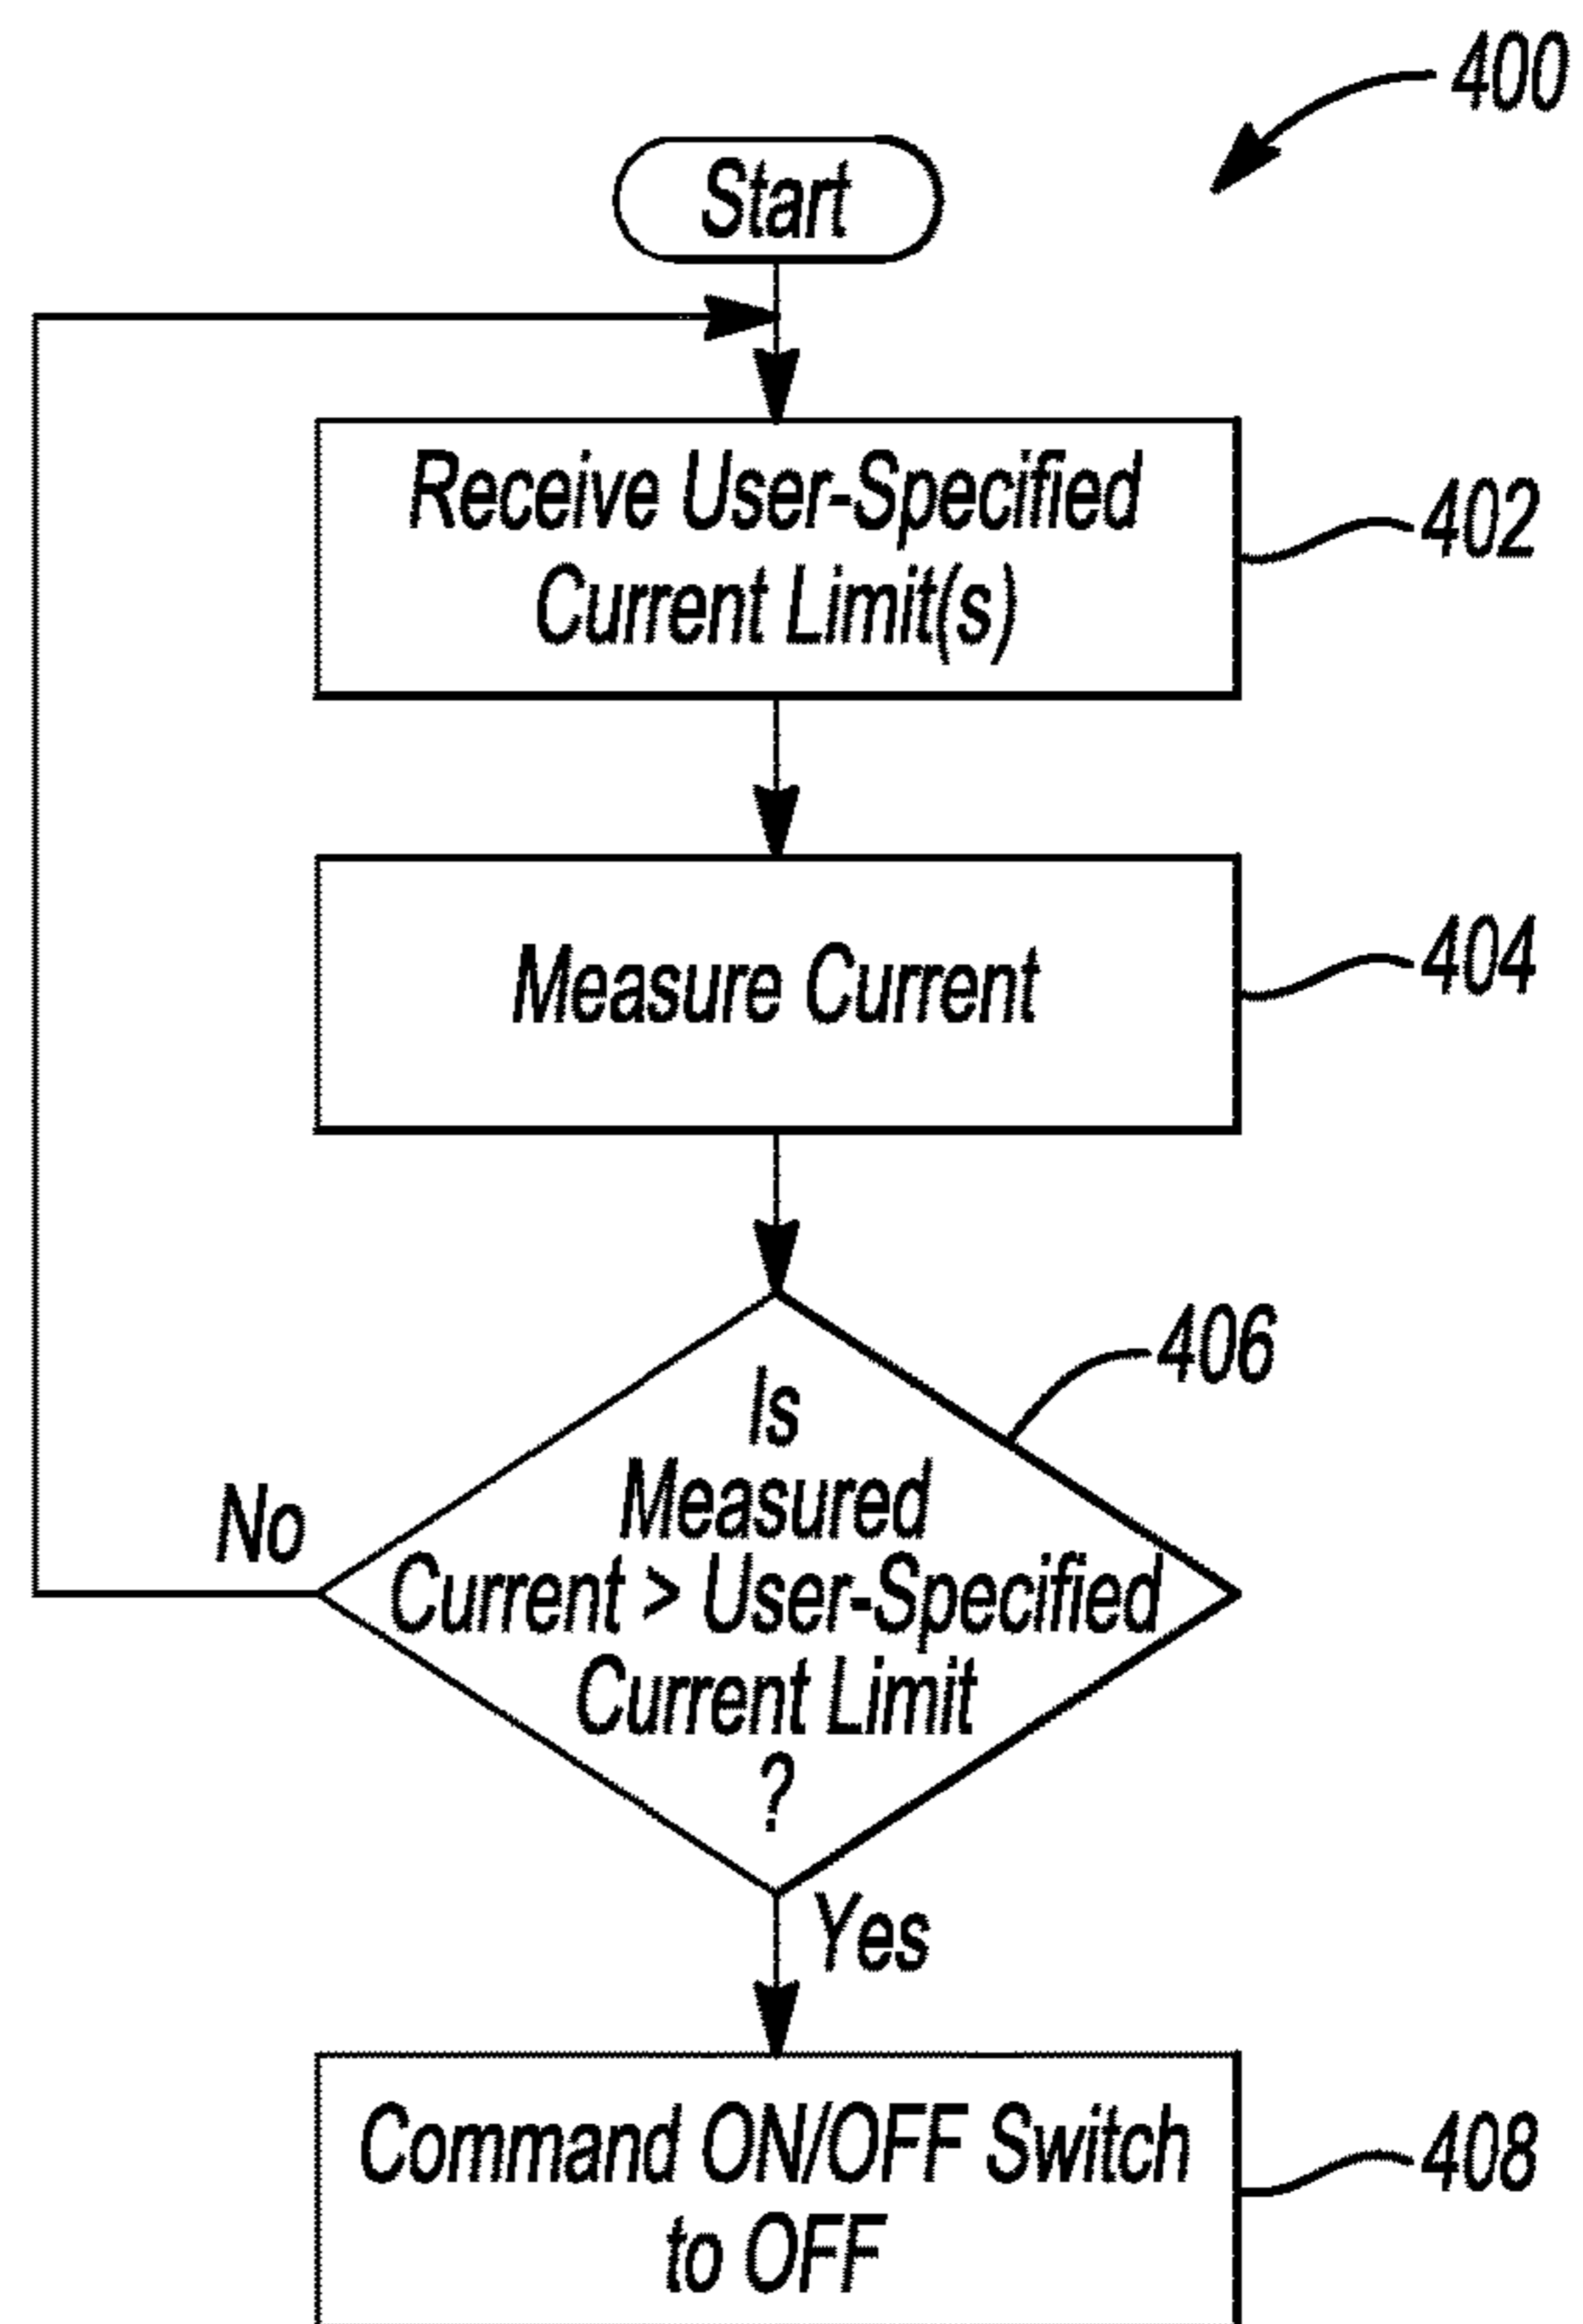 400
Start
Receive User-Specified
Current Limit(s)
402
Measure Current
404
406
Is
Measured
Current > User-Specified
Current Limit
?
No
Yes
Command ON/OFF Switch
to OFF
408